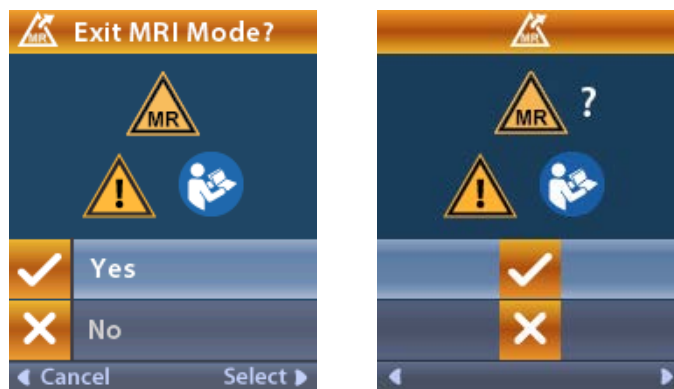 MR Exit MRI Mode?
MR
!
Yes
No
Cancel Select
MR
MR ?
!